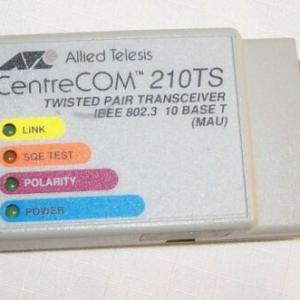 Allied Telesis
CentreCOM™ 210TS
TWISTED PAIR TRANSCEIVER
IEEE 802.3 10 BASE T
(MAU)
LINK
SQE TEST
POLARITY
POWER